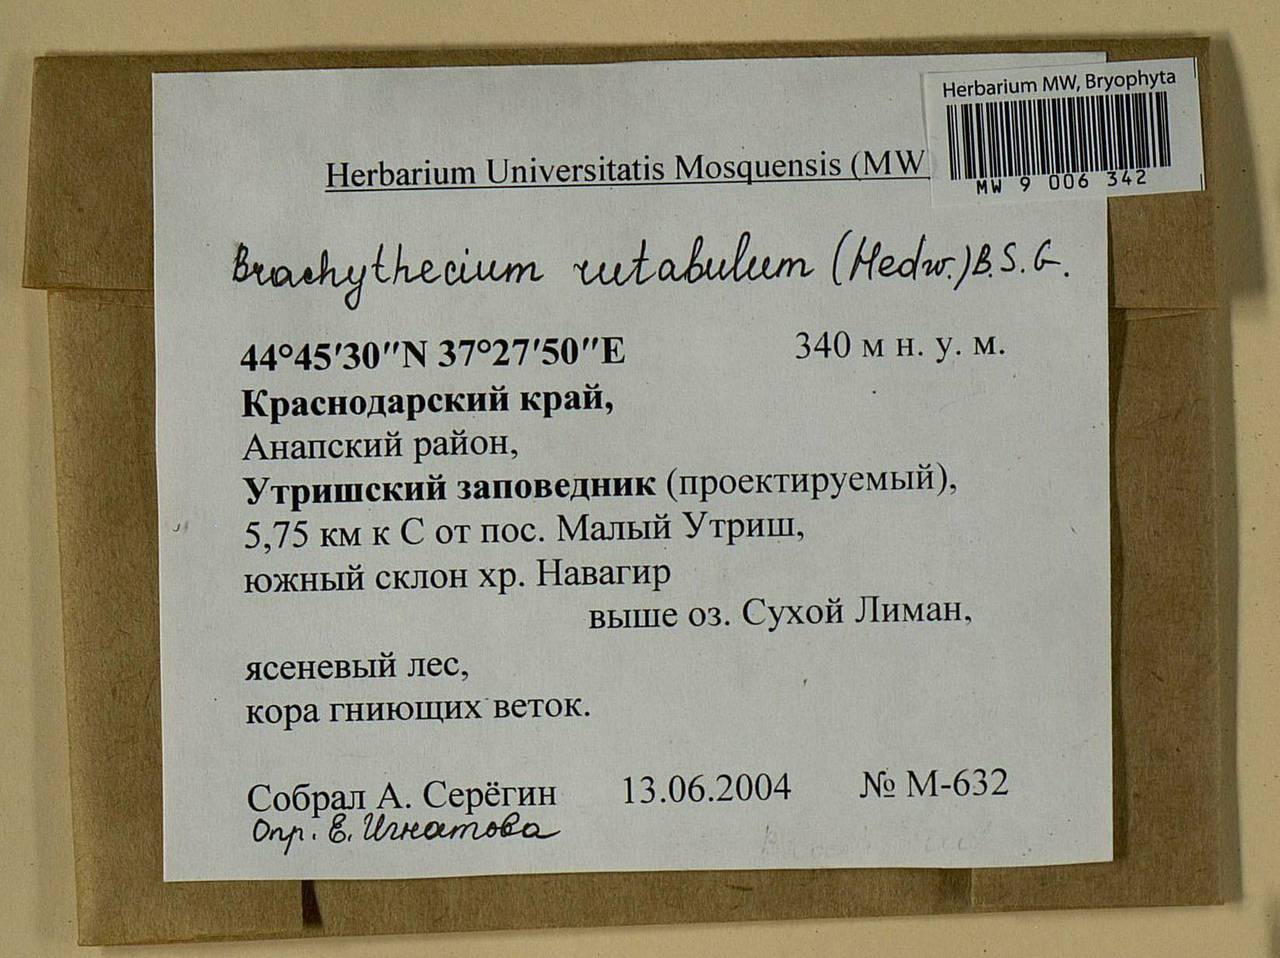 Herbarium MW, Bryophyta
MW 9 006 342
Herbarium Universitatis Mosquensis (MW
Brachythecium rutabulum (Hedw.) B.S.G.
44°45′30″N 37°27′50″E 340 м н. у. м.
Краснодарский край,
Анапский район,
Утришский заповедник (проектируемый),
5,75 км к С от пос. Малый Утриш,
южный склон хр. Навагир
выше оз. Сухой Лиман,
ясеневый лес,
кора гниющих веток.
Собрал А. Серёгин 13.06.2004 № М-632
Опр. Е. Игнатова